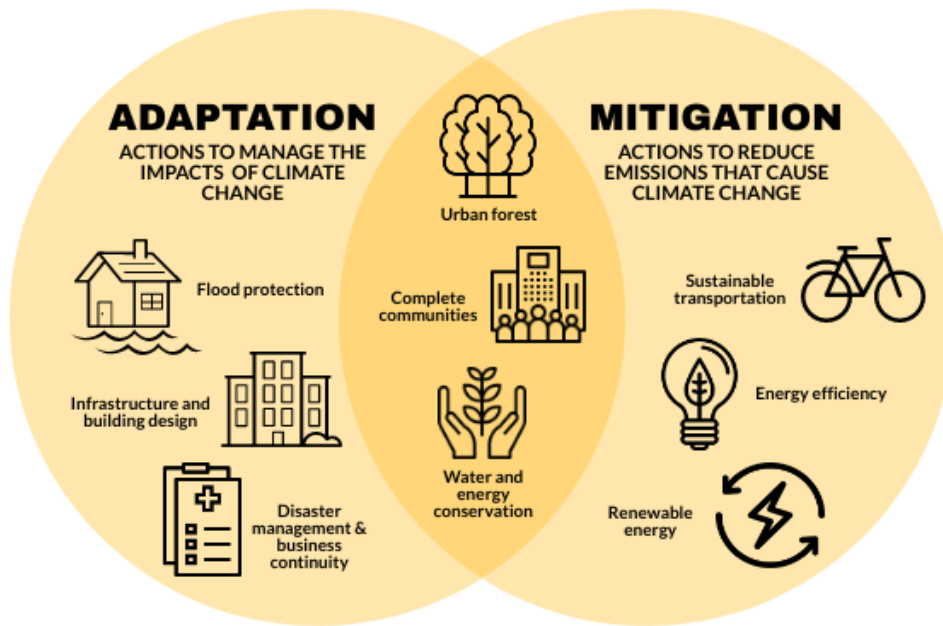 ADAPTATION
ACTIONS TO MANAGE THE
IMPACTS OF CLIMATE
CHANGE
Flood protection
Infrastructure and
building design
Disaster
management &
business
continuity
Urban forest
Complete
communities
Water and
energy
conservation
MITIGATION
ACTIONS TO REDUCE
EMISSIONS THAT CAUSE
CLIMATE CHANGE
Sustainable
transportation
Energy efficiency
Renewable
energy